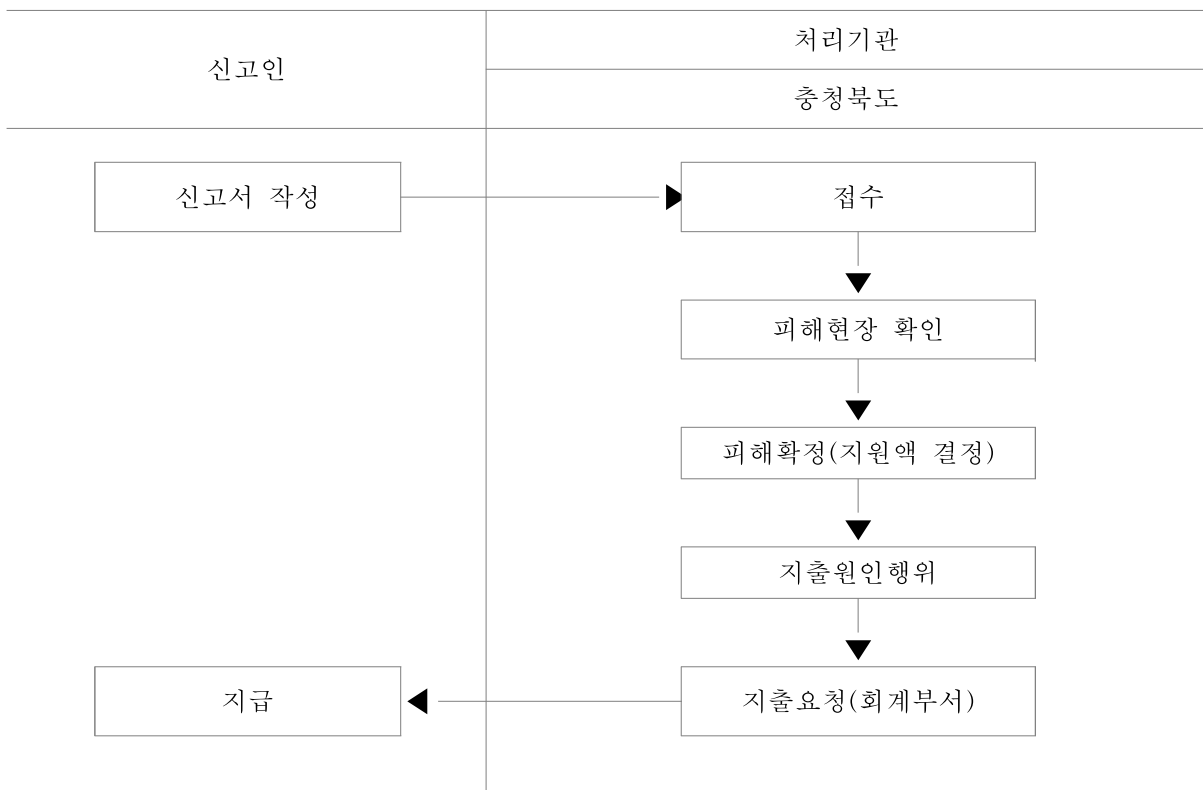 신고인
처리기관
충청북도
신고서 작성
접수
피해현장 확인
피해확정(지원액 결정)
지출원인행위
지급
지출요청(회계부서)